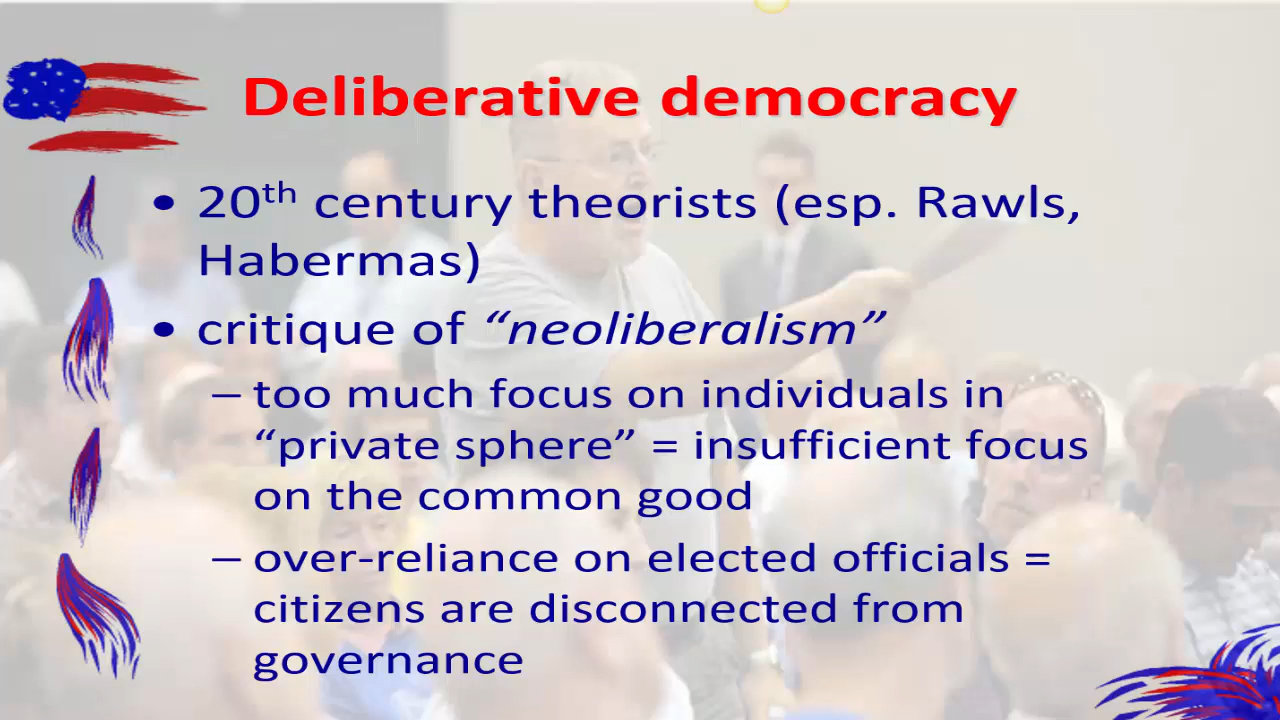 Deliberative democracy
• 20th century theorists (esp. Rawls,
Habermas)
• critique of “neoliberalism”
– too much focus on individuals in
“private sphere” = insufficient focus
on the common good
– over-reliance on elected officials =
citizens are disconnected from
governance